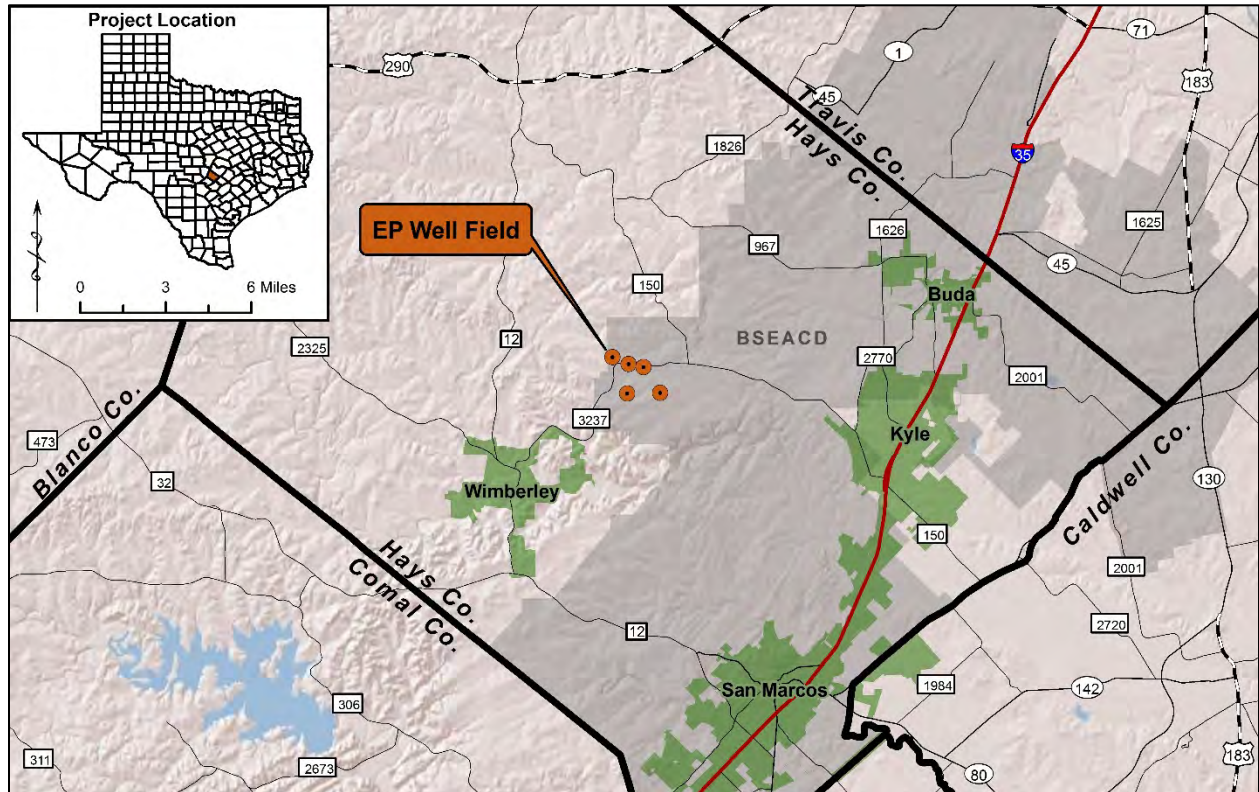 Project Location
0 3 6 Miles
290
1
71
183
45
Travis Co.
Hays Co.
1826
35
EP Well Field
1626
1625
967
45
150
Buda
12
BSEACD
2325
2770
2001
3237
473
Kyle
Blanco Co.
32
Wimberley
Caldwell Co.
130
150
2001
Hays Co.
Comal Co.
12
2720
San Marcos
1984
142
306
311
2673
80
183